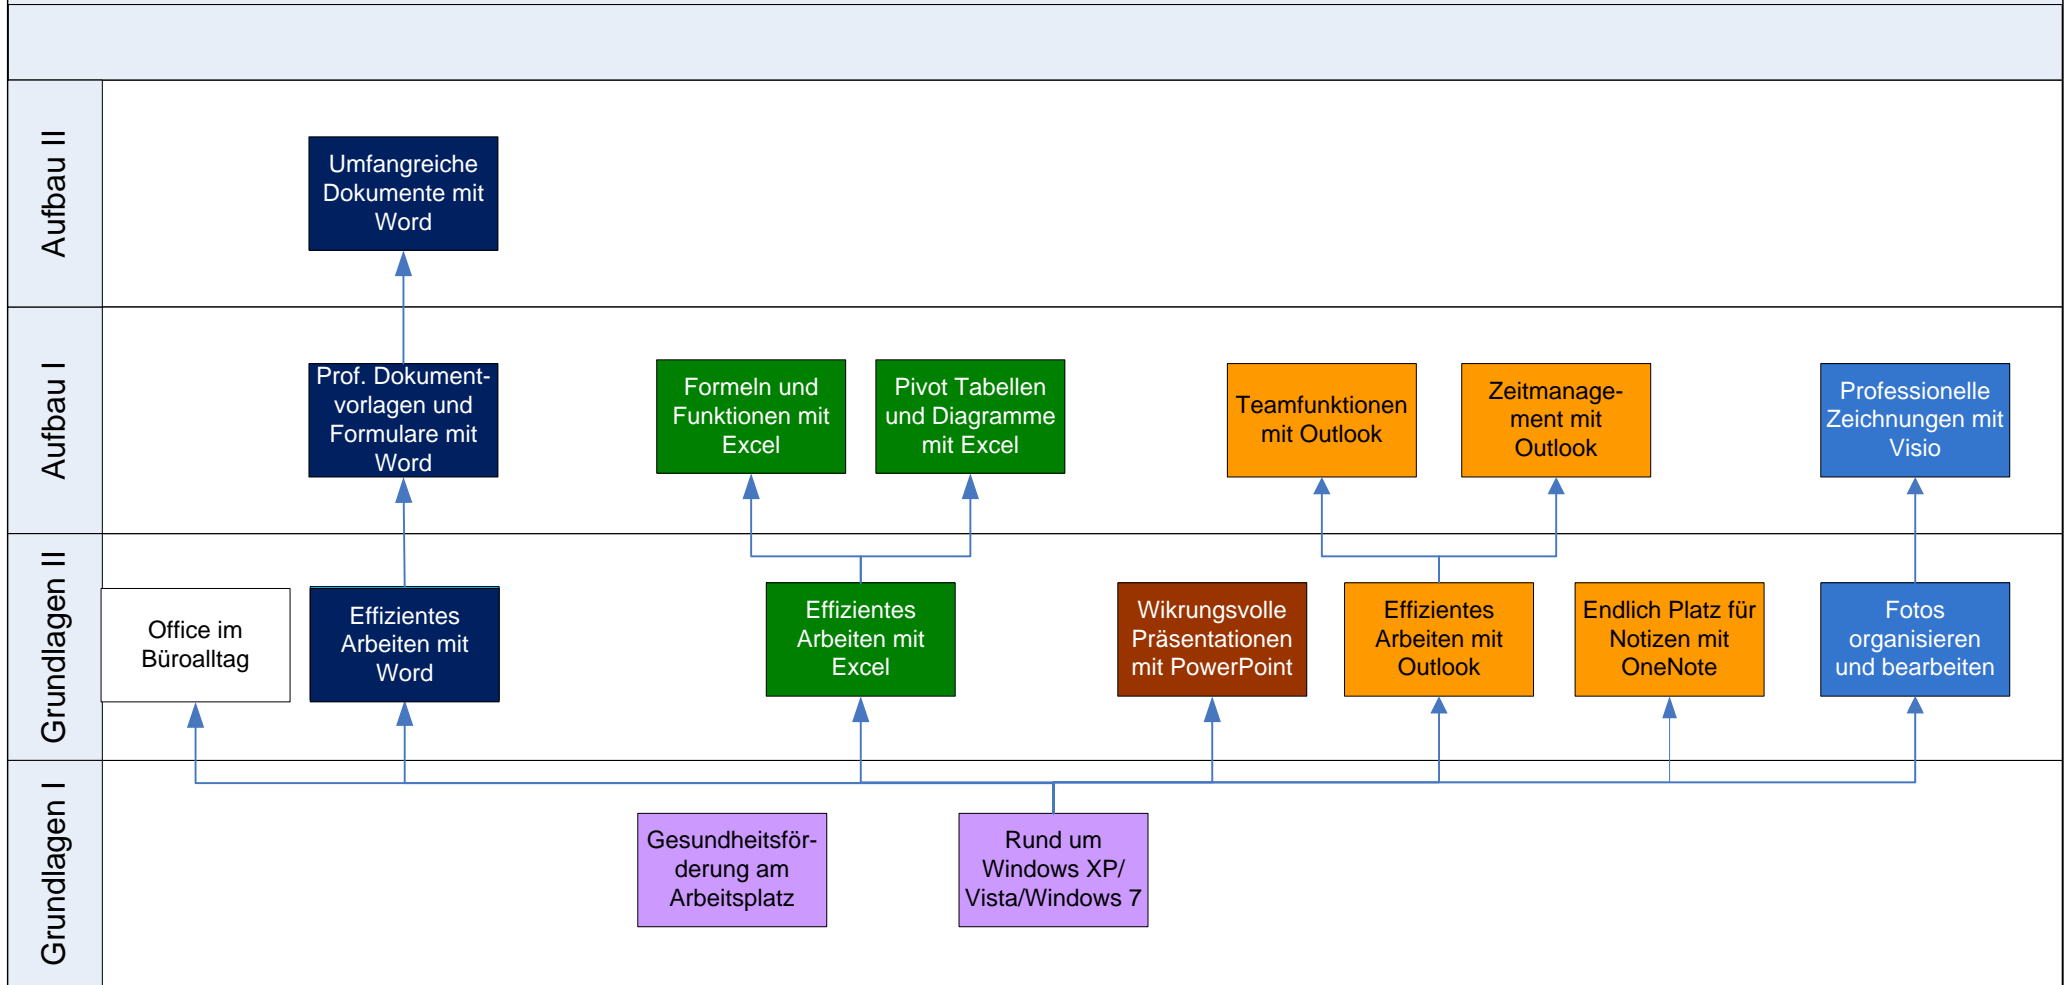 Aufbau II
Umfangreiche
Dokumente mit
Word
Aufbau I
Prof. Dokument-
vorlagen und
Formulare mit
Word
Formeln und
Funktionen mit
Excel
Pivot Tabellen
und Diagramme
mit Excel
Teamfunktionen
mit Outlook
Zeitmanage-
ment mit
Outlook
Professionelle
Zeichnungen mit
Visio
Grundlagen II
Office im
Büroalltag
Effizientes
Arbeiten mit
Word
Effizientes
Arbeiten mit
Excel
Wikrungsvolle
Präsentationen
mit PowerPoint
Effizientes
Arbeiten mit
Outlook
Endlich Platz für
Notizen mit
OneNote
Fotos
organisieren
und bearbeiten
Grundlagen I
Gesundheitsför-
derung am
Arbeitsplatz
Rund um
Windows XP/
Vista/Windows 7